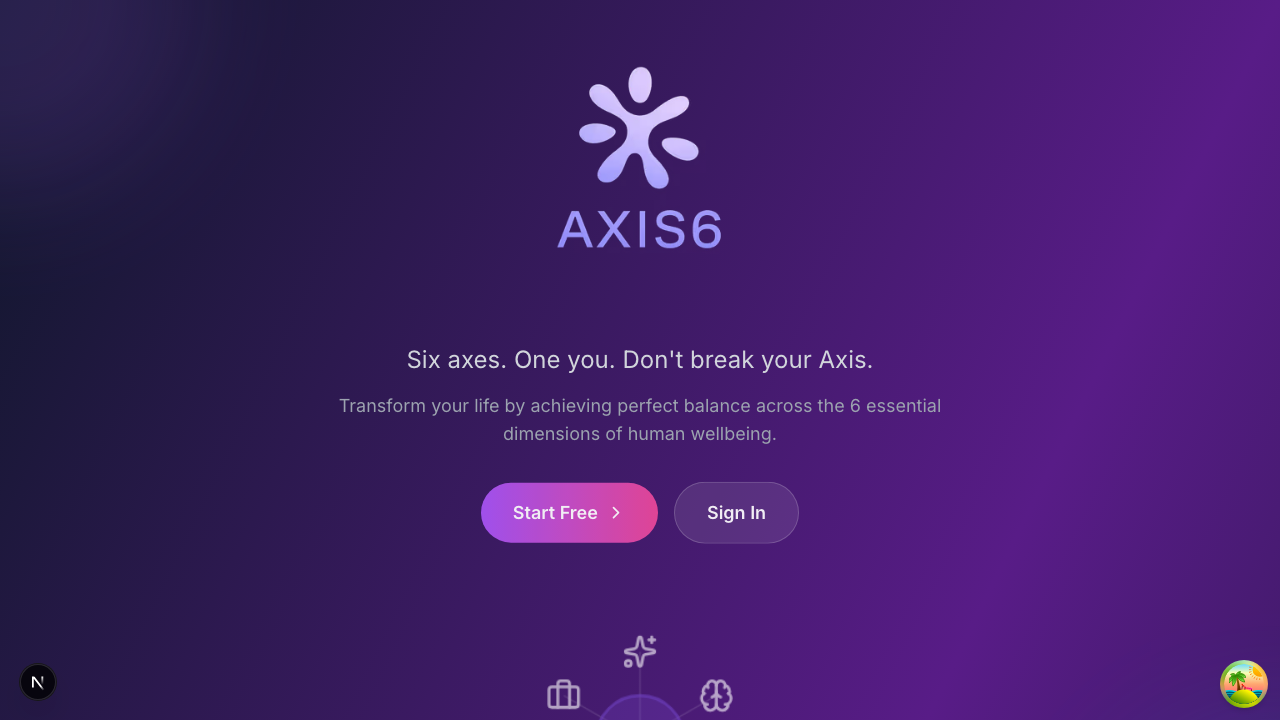 AXIS6
Six axes. One you. Don't break your Axis.
Transform your life by achieving perfect balance across the 6 essential
dimensions of human wellbeing.
Start Free
Sign In
N